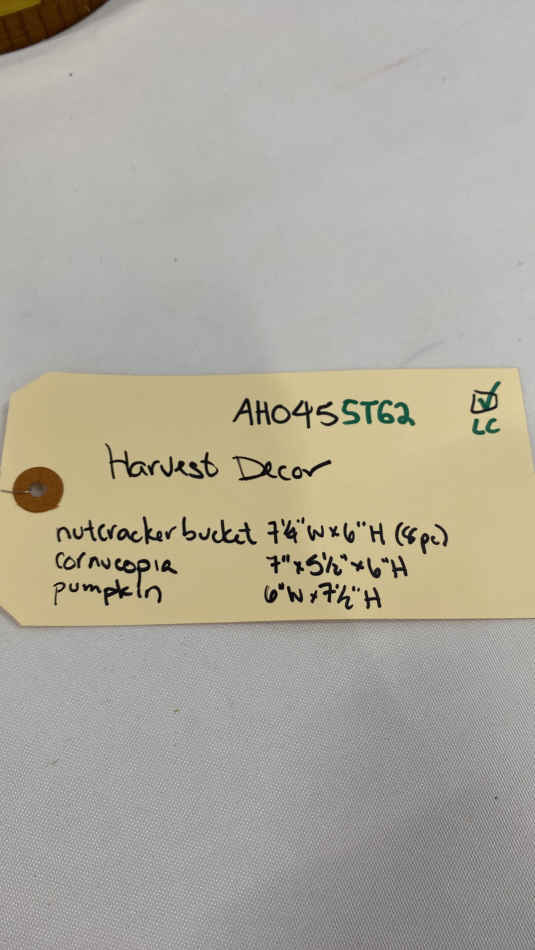 AH0455T62
LC
Harvest Decor
nutcracker bucket 7¼"W x 6"H (8pc)
cornucopia 7" x 5½" x 6"H
pumpkin 6"W x 7½"H